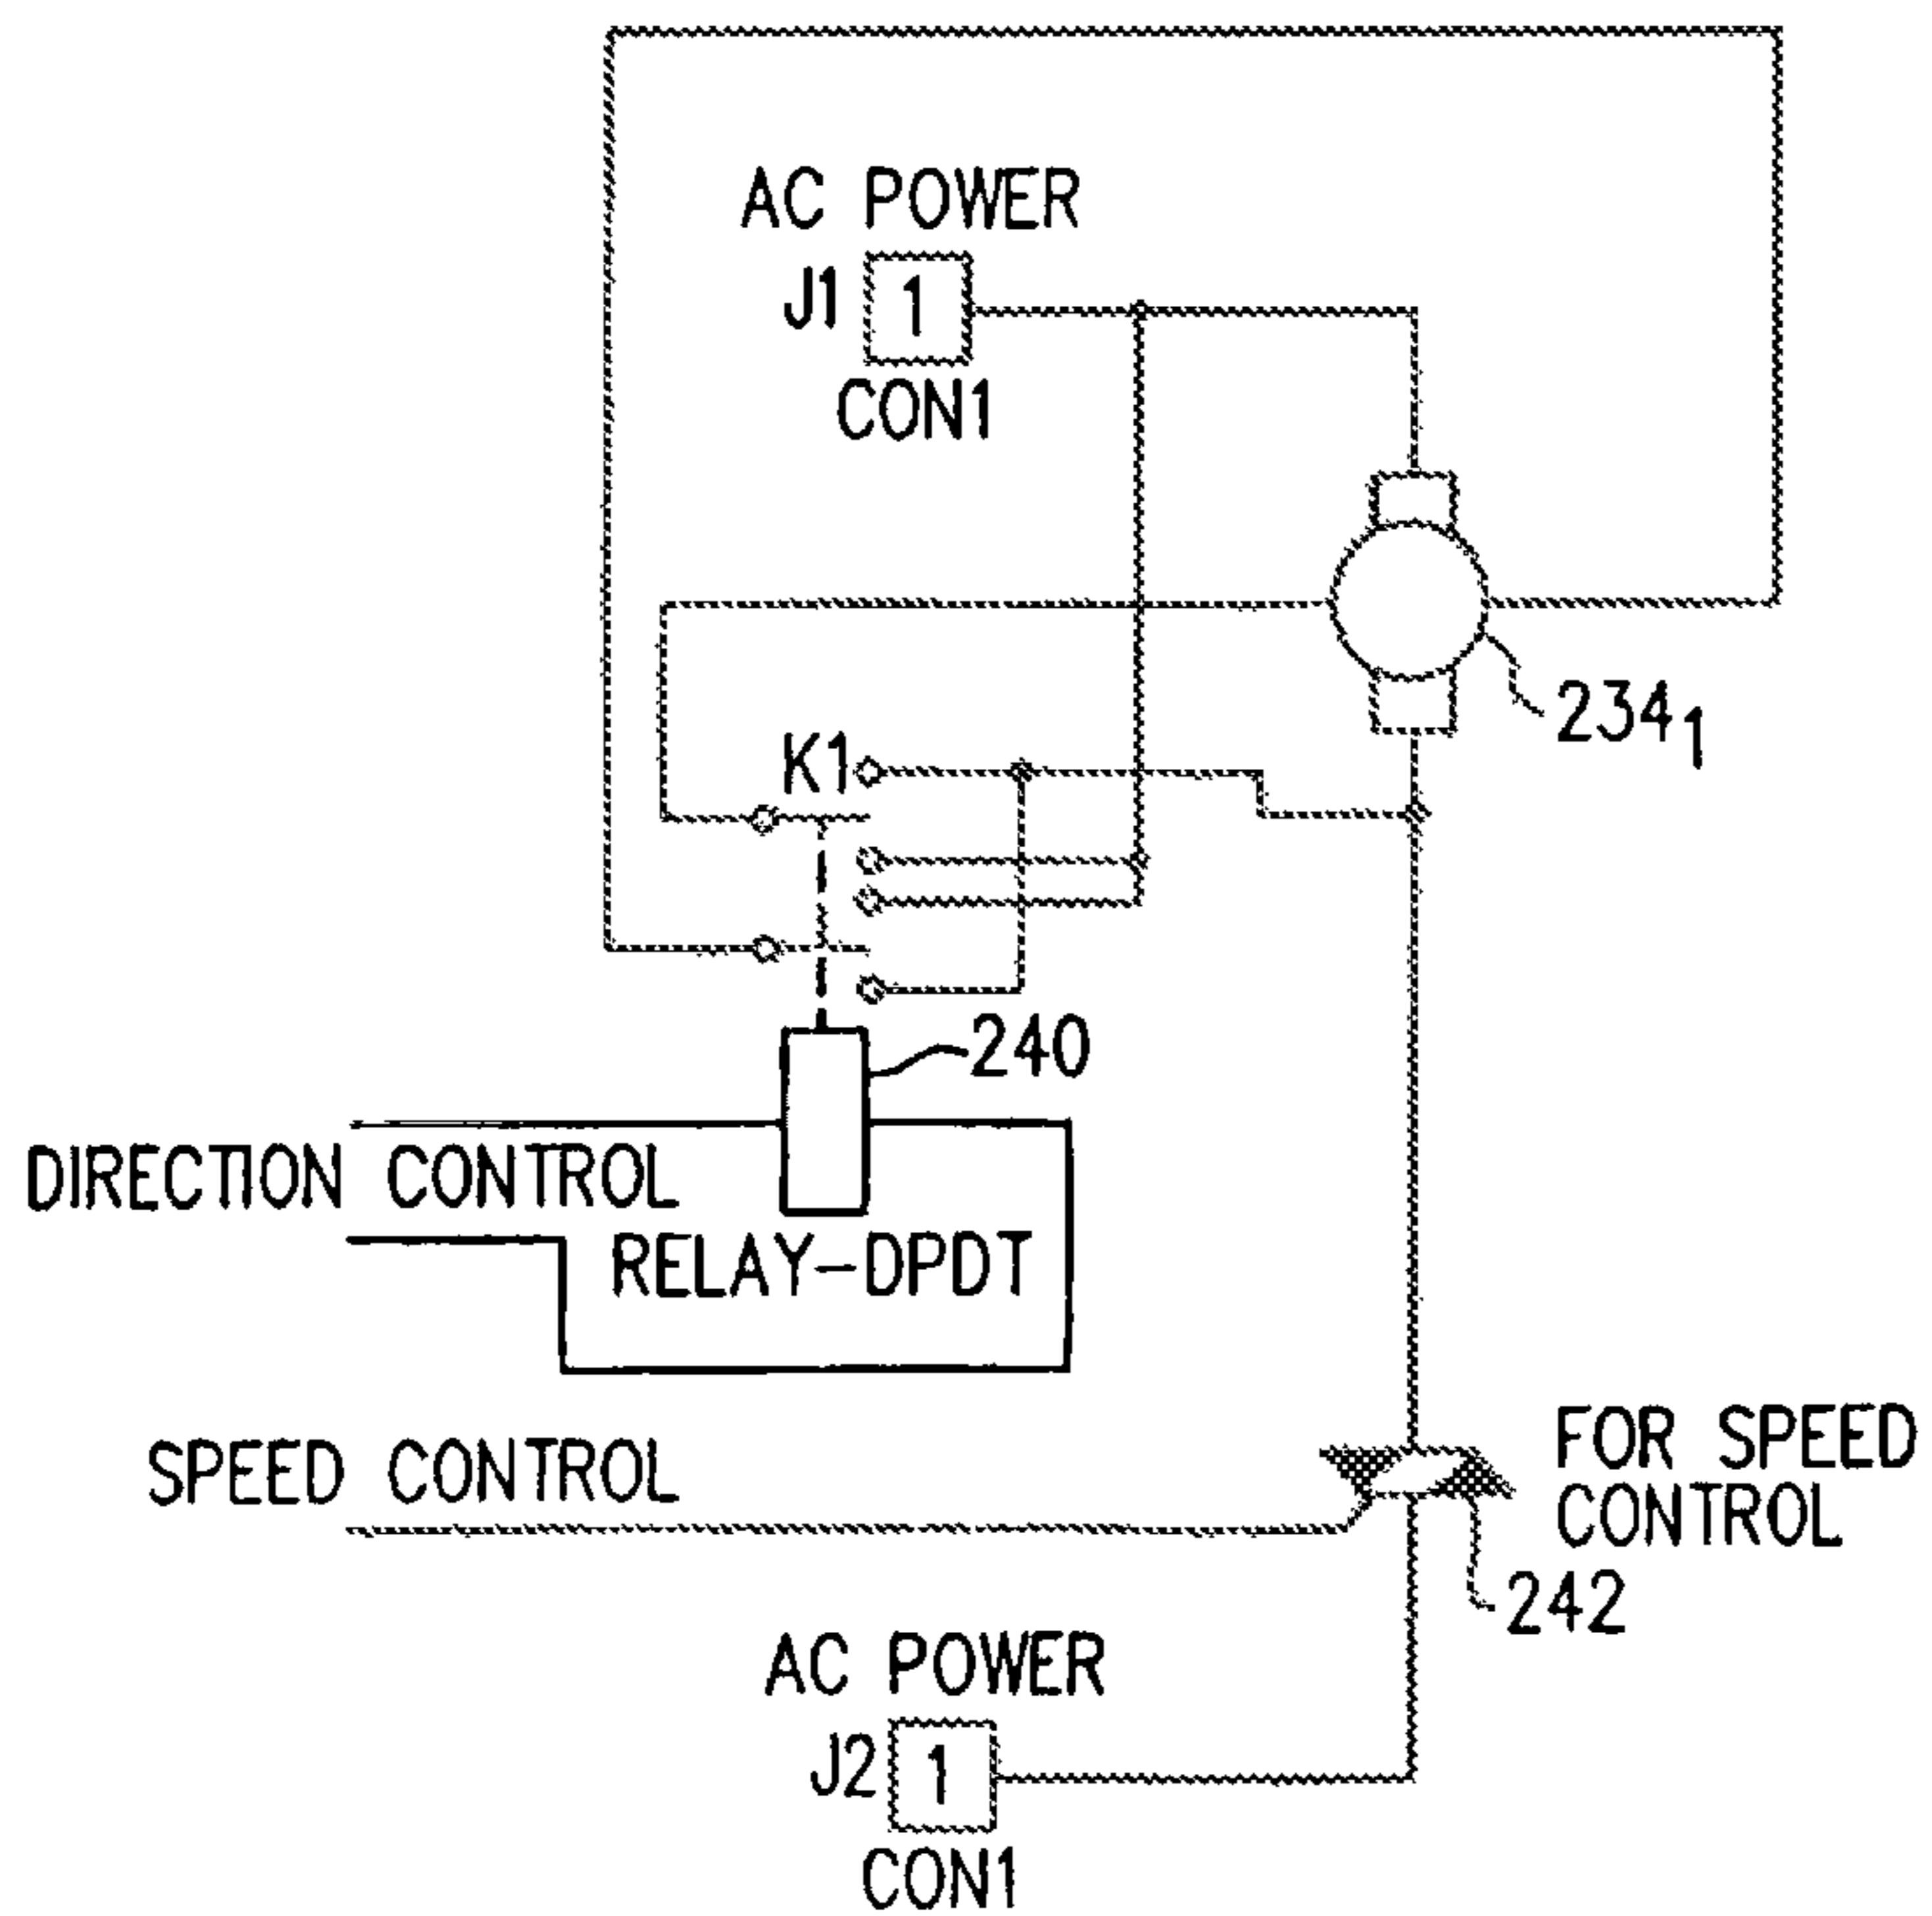 AC POWER
J1
1
CON1
234₁
K1
240
DIRECTION CONTROL
RELAY-DPDT
SPEED CONTROL
FOR SPEED
CONTROL
242
AC POWER
J2
1
CON1